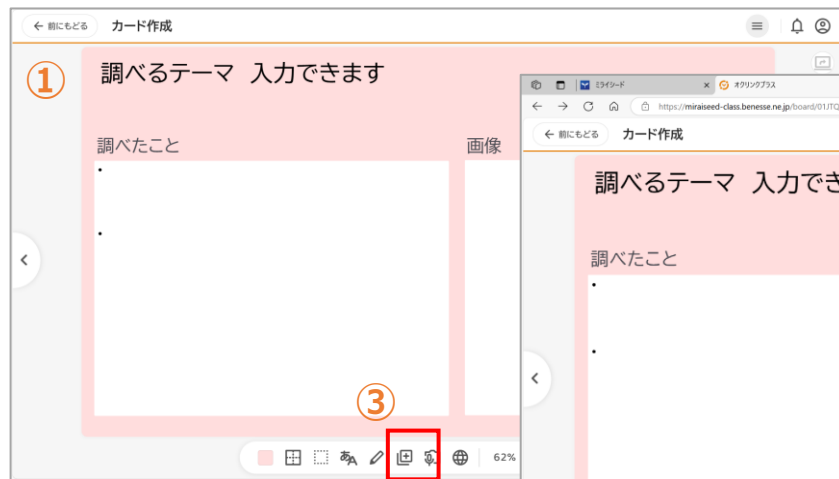 ← 前にもどる カード作成
①
調べるテーマ 入力できます
調べたこと
画像
・
・
③
あA
62%
ミライシード
オクリンクプラス
https://miraiseed-class.benesse.ne.jp/board/01JTQ
← 前にもどる カード作成
調べるテーマ 入力でき
調べたこと
・
・